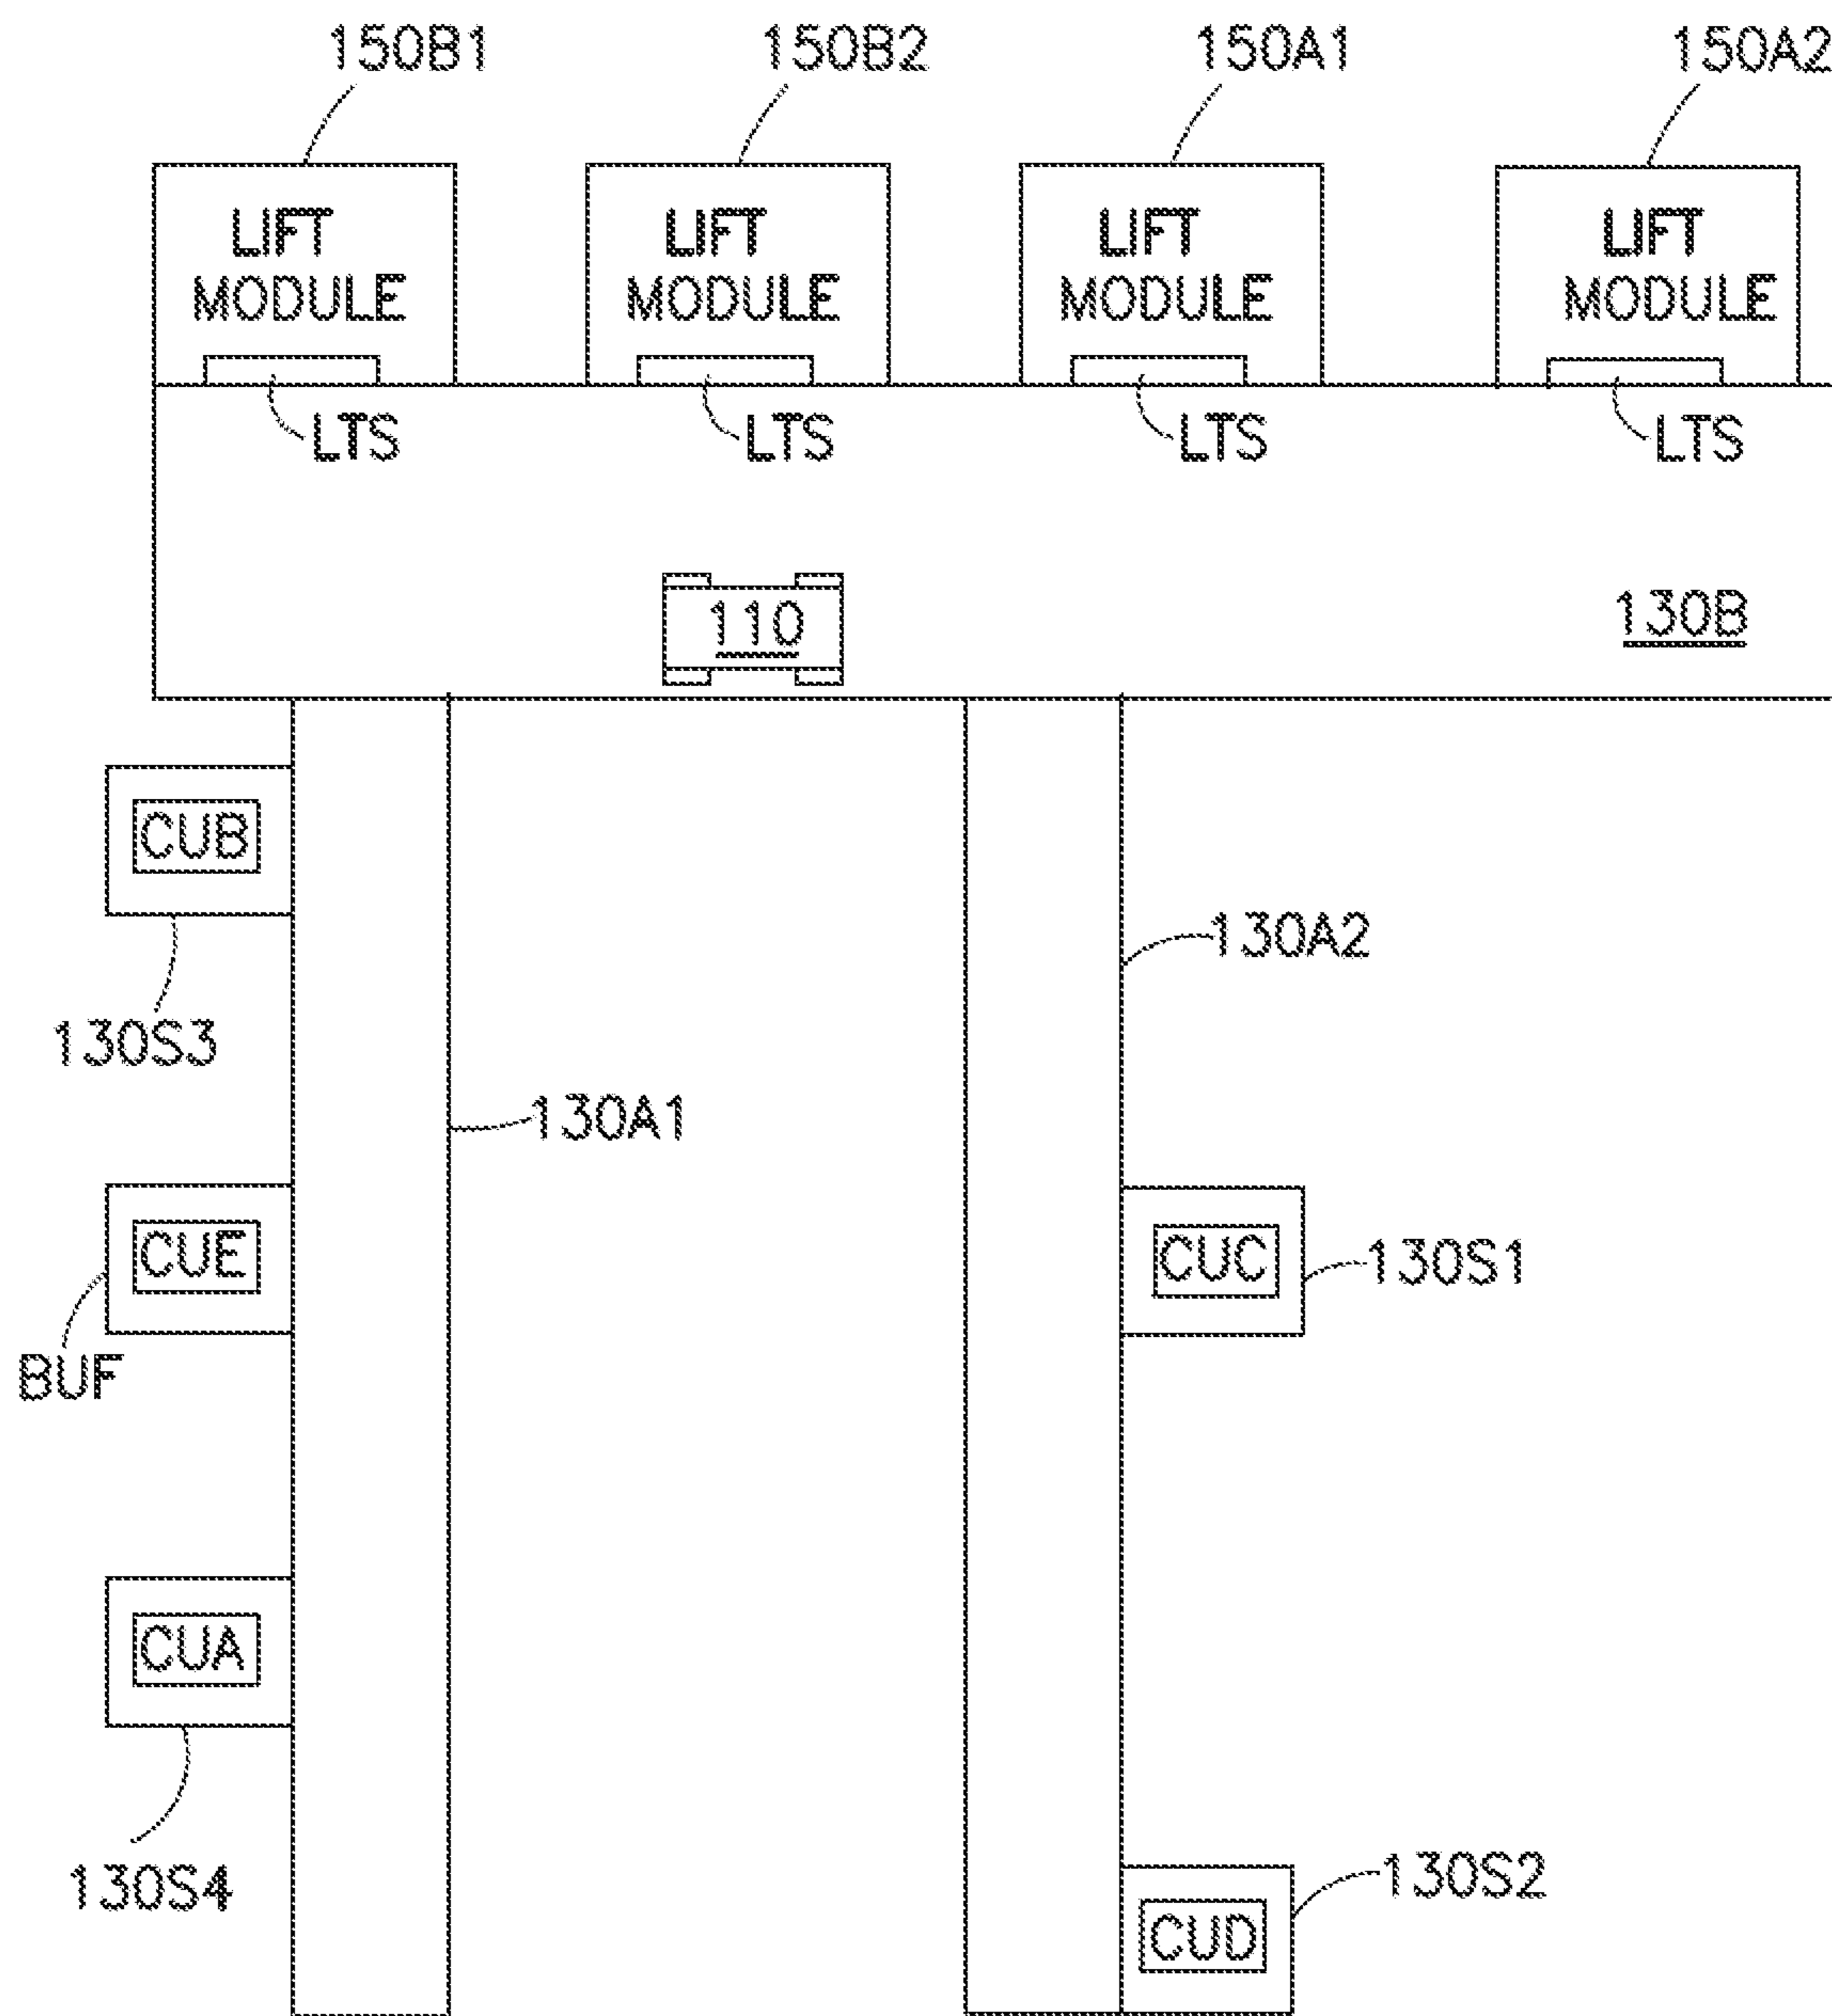 150B1
150B2
150A1
150A2
LIFT
MODULE
LIFT
MODULE
LIFT
MODULE
LIFT
MODULE
LTS
LTS
LTS
LTS
110
130B
CUB
130S3
130A2
130A1
CUE
BUF
CUC
130S1
CUA
130S4
130S2
CUD